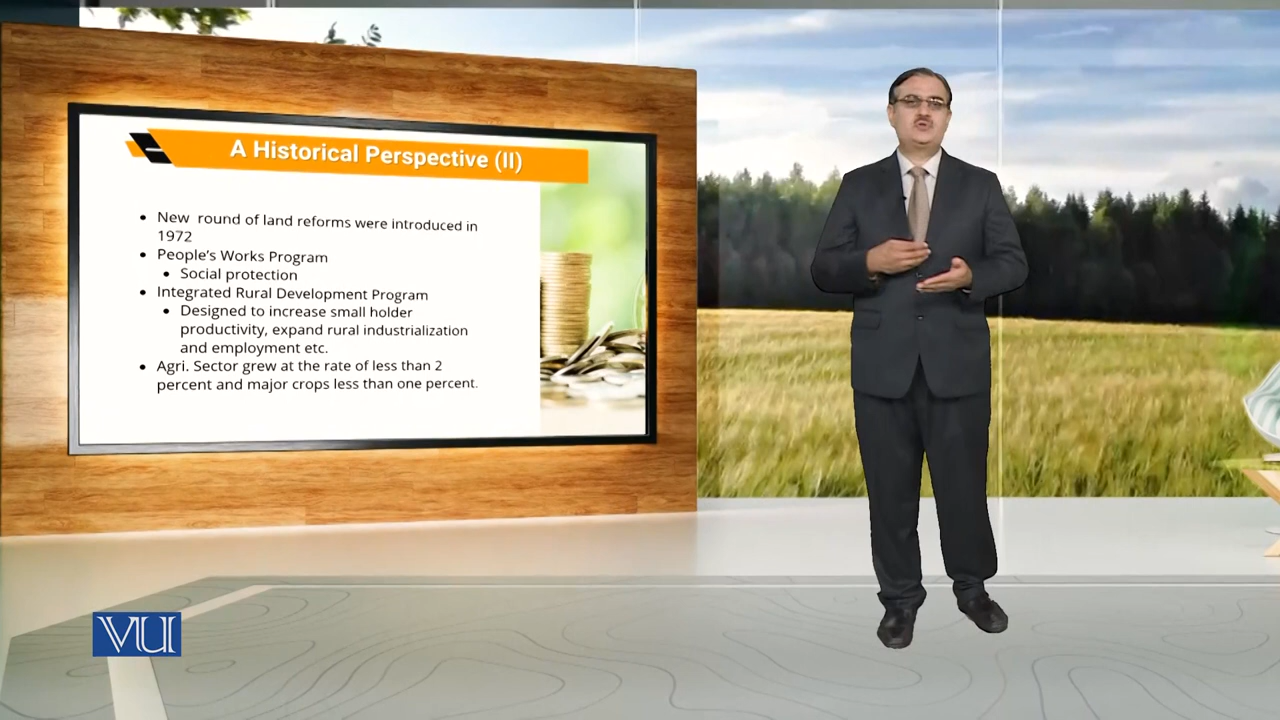 A Historical Perspective (II)
• New round of land reforms were introduced in
1972
• People's Works Program
• Social protection
• Integrated Rural Development Program
• Designed to increase small holder
productivity, expand rural industrialization
and employment etc.
• Agri. Sector grew at the rate of less than 2
percent and major crops less than one percent.
VU